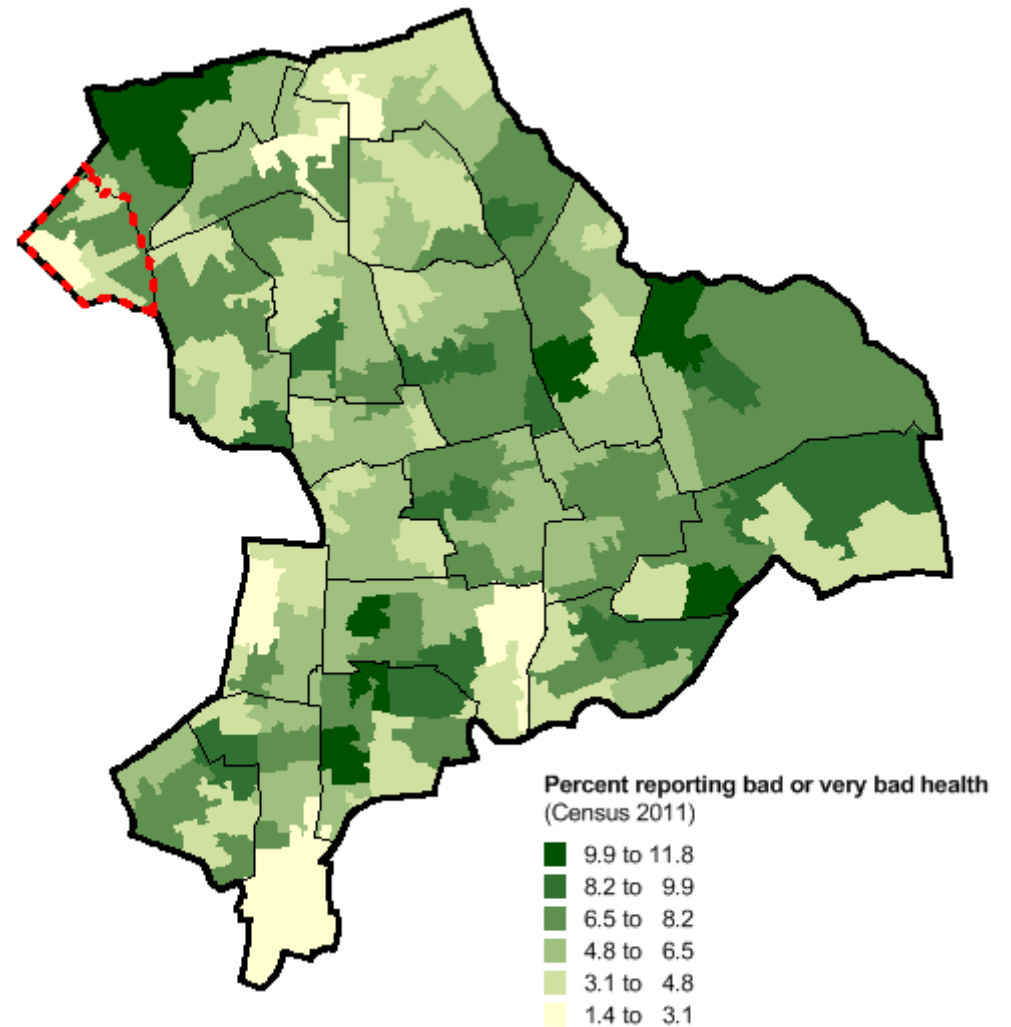 Percent reporting bad or very bad health
(Census 2011)
9.9 to 11.8
8.2 to 9.9
6.5 to 8.2
4.8 to 6.5
3.1 to 4.8
1.4 to 3.1